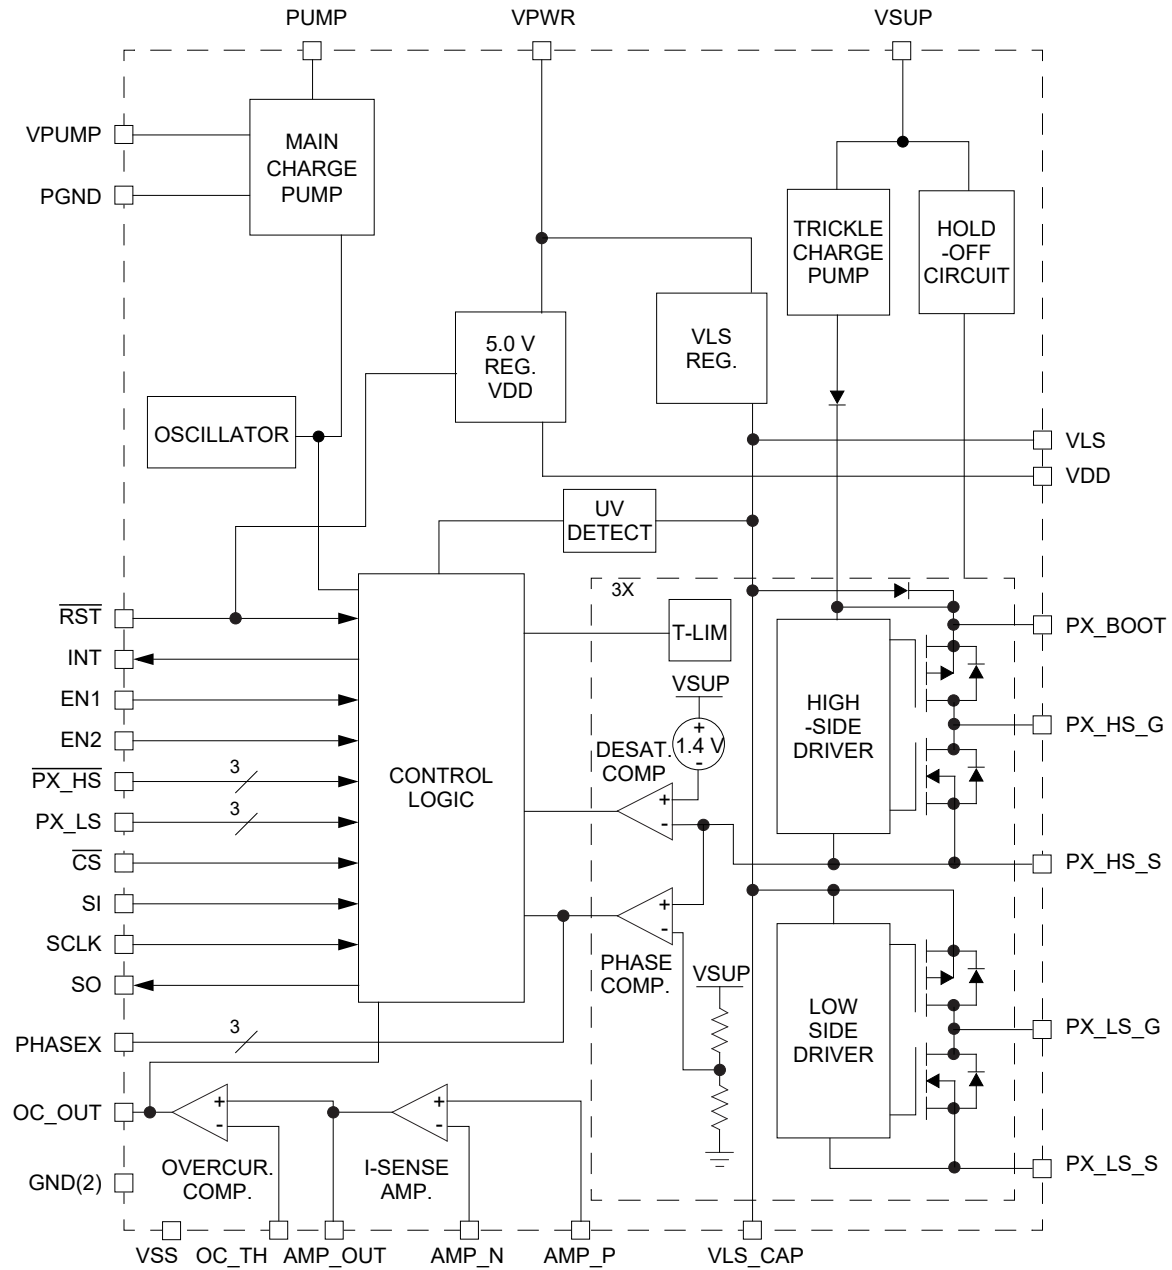 PUMP
VPWR
VSUP
VPUMP
PGND
MAIN
CHARGE
PUMP
TRICKLE
CHARGE
PUMP
HOLD
-OFF
CIRCUIT
5.0 V
REG.
VDD
VLS
REG.
OSCILLATOR
VLS
VDD
UV
DETECT
3X
RST
INT
EN1
EN2
PX_HS
3
PX_LS
3
CS
SI
SCLK
SO
PHASEX
3
OC_OUT
GND(2)
CONTROL
LOGIC
T-LIM
VSUP
+
1.4 V
-
DESAT.
COMP
+
-
+
-
PHASE
COMP.
VSUP
HIGH
-SIDE
DRIVER
LOW
SIDE
DRIVER
PX_BOOT
PX_HS_G
PX_HS_S
PX_LS_G
PX_LS_S
+
-
OVERCUR.
COMP.
+
-
I-SENSE
AMP.
VSS
OC_TH
AMP_OUT
AMP_N
AMP_P
VLS_CAP